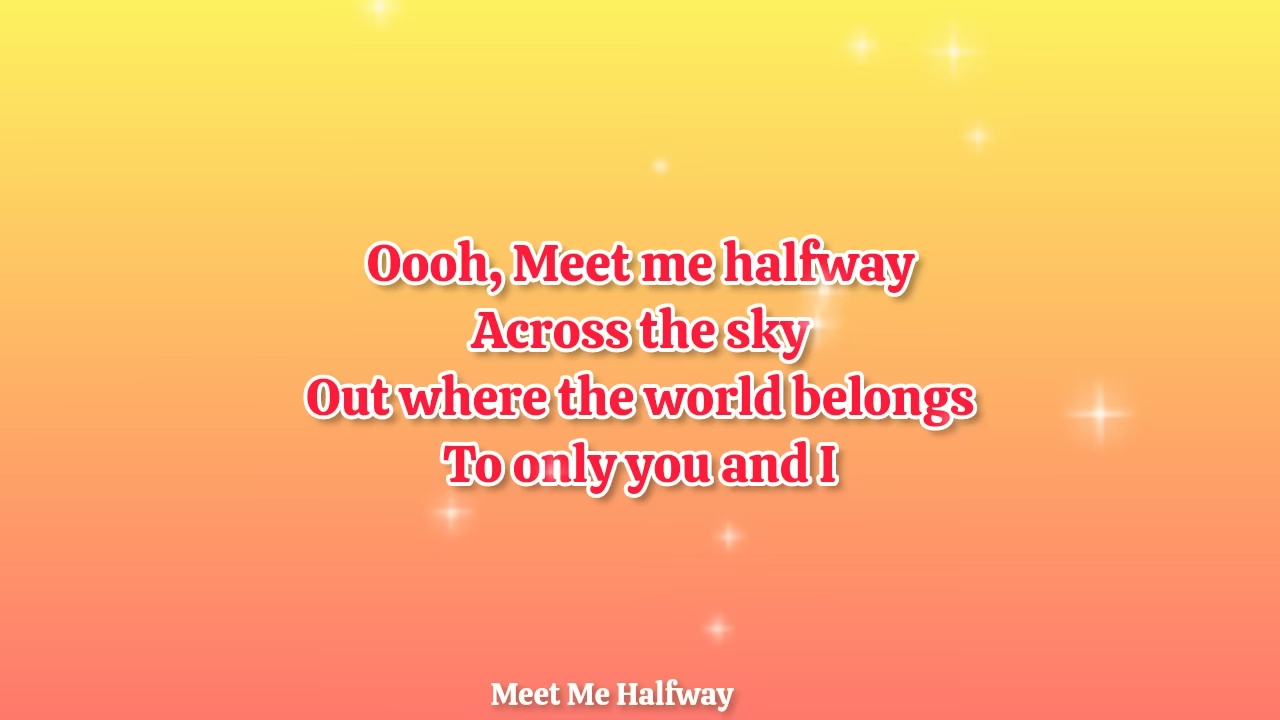 Oooh, Meet me halfway
Across the sky
Out where the world belongs
To only you and I
Meet Me Halfway